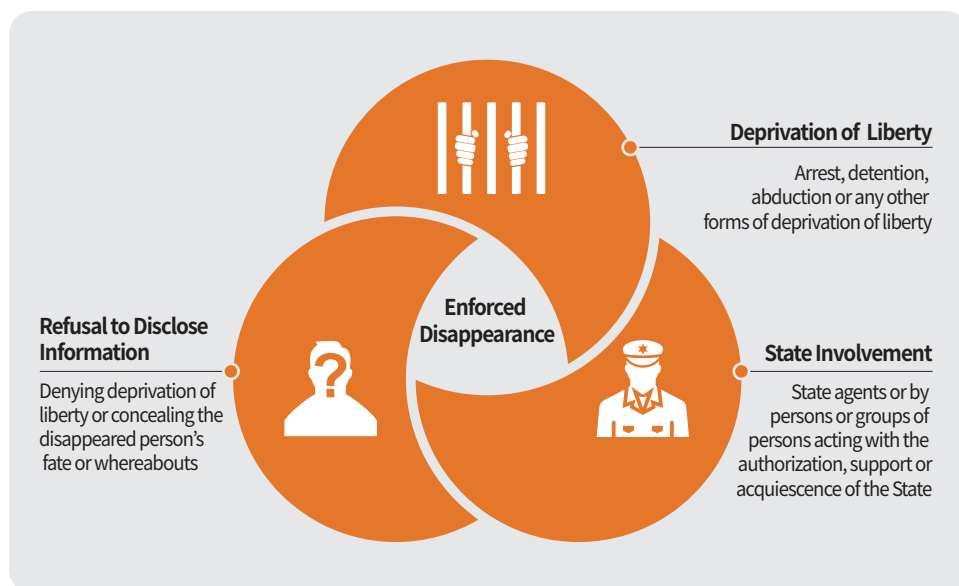 Deprivation of Liberty
Arrest, detention,
abduction or any other
forms of deprivation of liberty
Enforced
Disappearance
Refusal to Disclose
Information
Denying deprivation of
liberty or concealing the
disappeared person's
fate or whereabouts
?
State Involvement
State agents or by
persons or groups of
persons acting with the
authorization, support or
acquiescence of the State